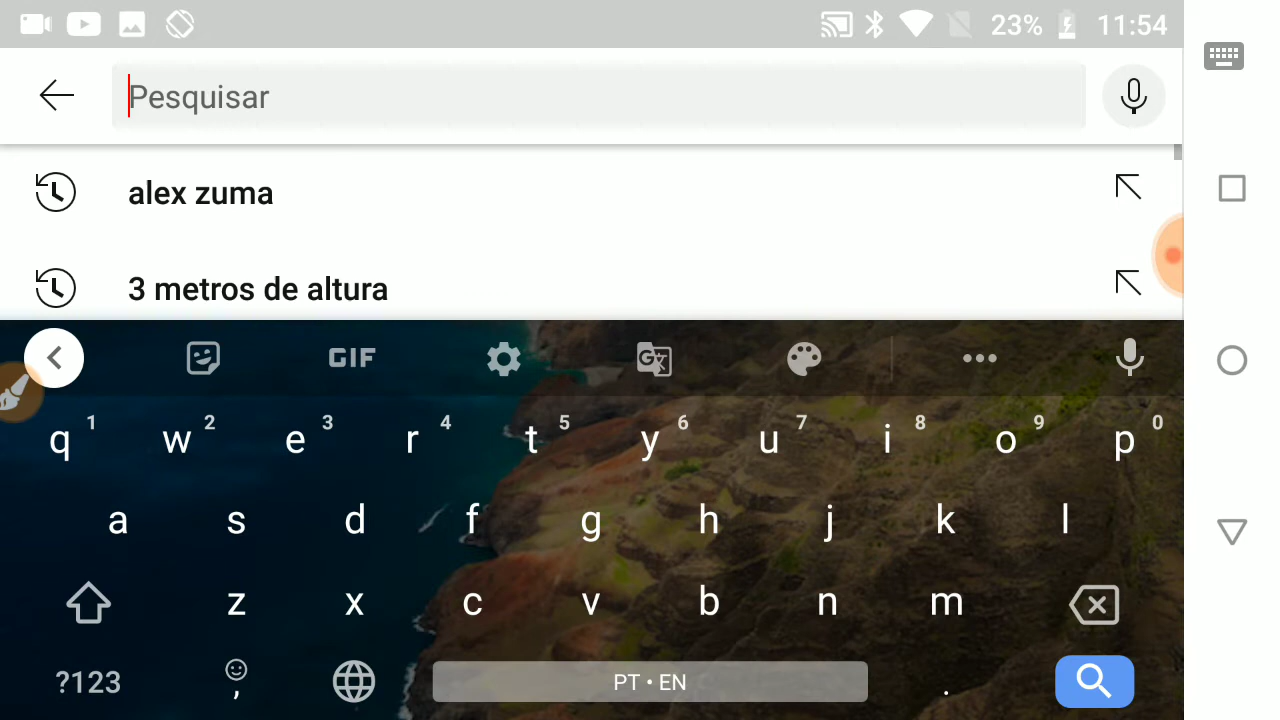 23% 11:54
Pesquisar
alex zuma
3 metros de altura
GIF G
q 1 w 2 e 3 r 4 t 5 y 6 u 7 i 8 o 9 p 0
a s d f g h j k l
z x c v b n m
?123 , PT • EN .